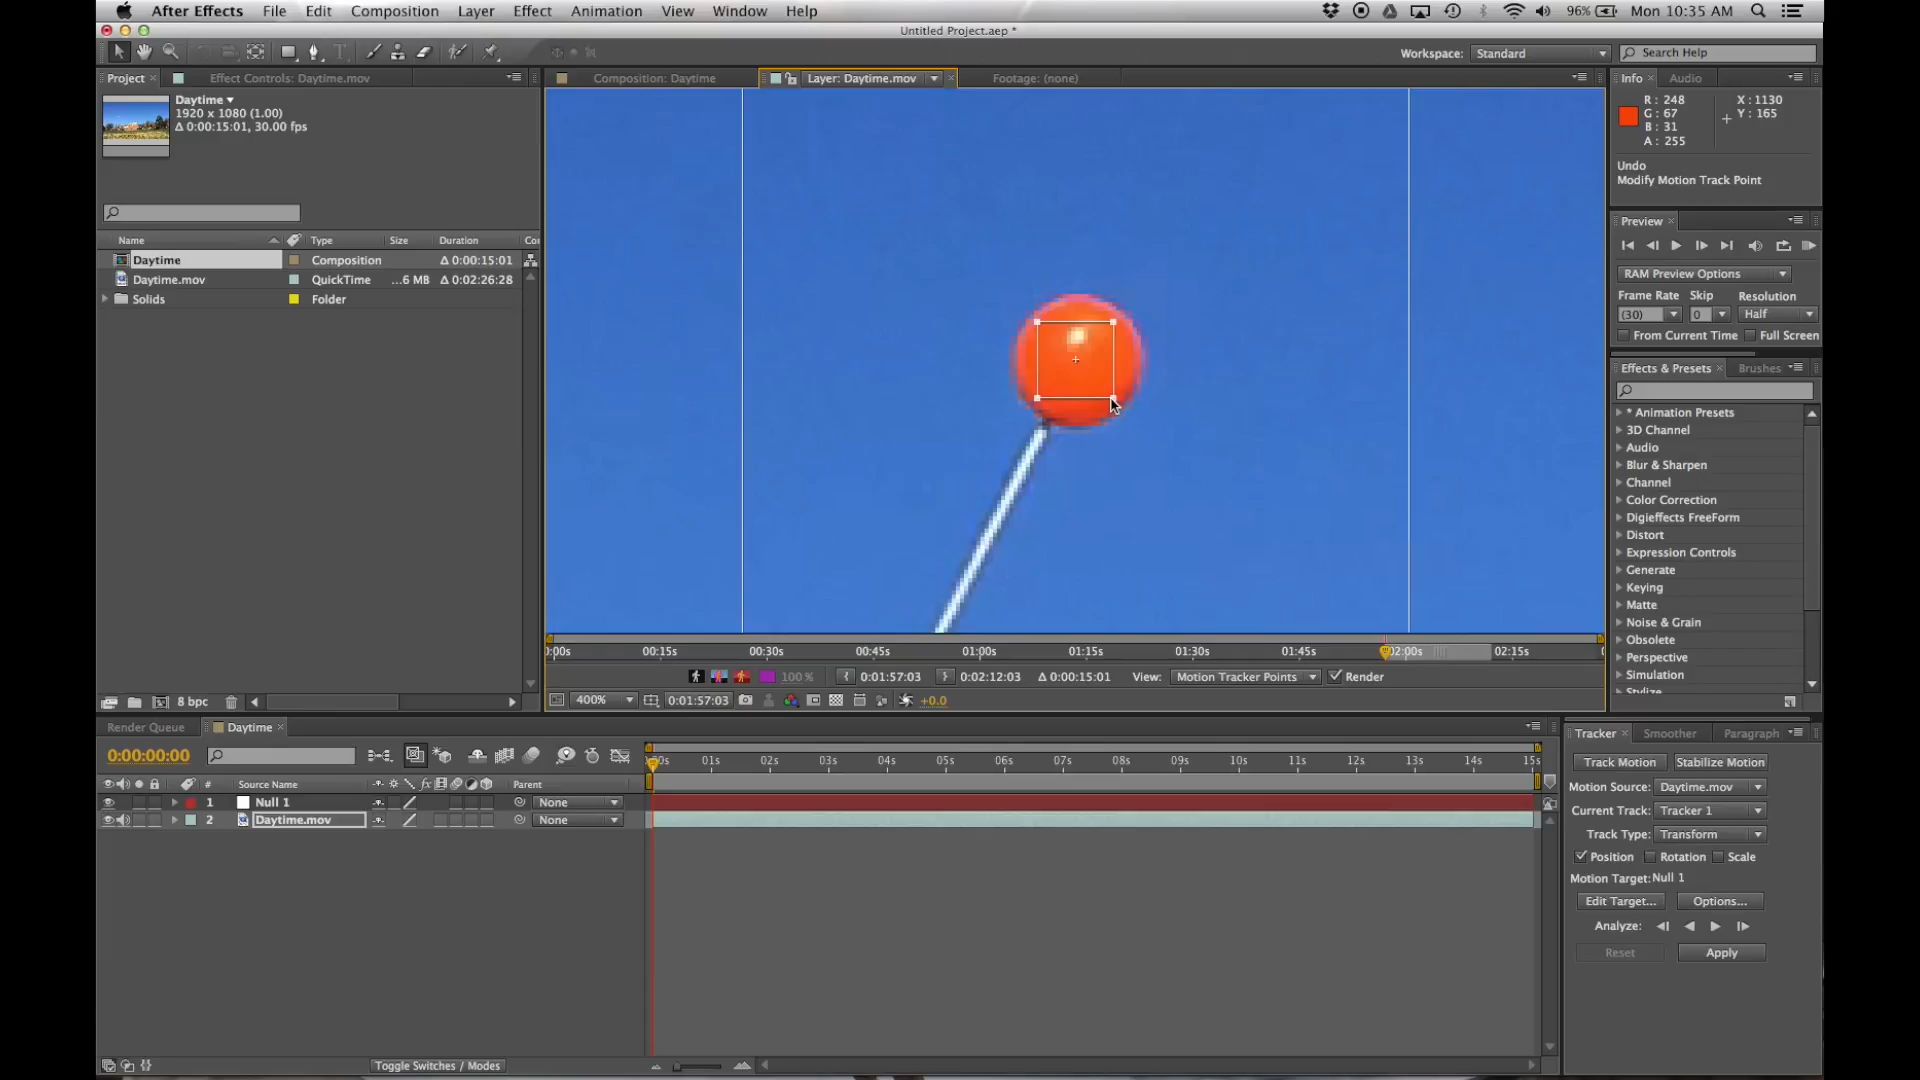 After Effects File Edit Composition Layer Effect Animation View Window Help 96% Mon 10:35 AM
Untitled Project.aep *
Workspace: Standard Search Help
Project × Effect Controls: Daytime.mov Composition: Daytime Layer: Daytime.mov × Footage: (none) Info × Audio
Daytime
1920 x 1080 (1.00)
Δ 0:00:15:01, 30.00 fps
R : 248 X : 1130
G : 67 Y : 165
B : 31
A : 255
Undo
Modify Motion Track Point
Preview ×
RAM Preview Options
Frame Rate Skip Resolution
(30) 0 Half
From Current Time Full Screen
Name Type Size Duration Co
Daytime Composition Δ 0:00:15:01
Daytime.mov QuickTime ...6 MB Δ 0:02:26:28
Solids Folder
Effects & Presets × Brushes
* Animation Presets
3D Channel
Audio
Blur & Sharpen
Channel
Color Correction
Digieffects FreeForm
Distort
Expression Controls
Generate
Keying
Matte
Noise & Grain
Obsolete
Perspective
Simulation
Stylize
:00s 00:15s 00:30s 00:45s 01:00s 01:15s 01:30s 01:45s 02:00s 02:15s
100 % 0:01:57:03 0:02:12:03 Δ 0:00:15:01 View: Motion Tracker Points Render
8 bpc 400% 0:01:57:03 +0.0
Render Queue Daytime ×
0:00:00:00
00s 01s 02s 03s 04s 05s 06s 07s 08s 09s 10s 11s 12s 13s 14s 15s
# Source Name fx Parent
1 Null 1 None
2 Daytime.mov None
Toggle Switches / Modes
Tracker × Smoother Paragraph
Track Motion Stabilize Motion
Motion Source: Daytime.mov
Current Track: Tracker 1
Track Type: Transform
Position Rotation Scale
Motion Target: Null 1
Edit Target... Options...
Analyze:
Reset Apply